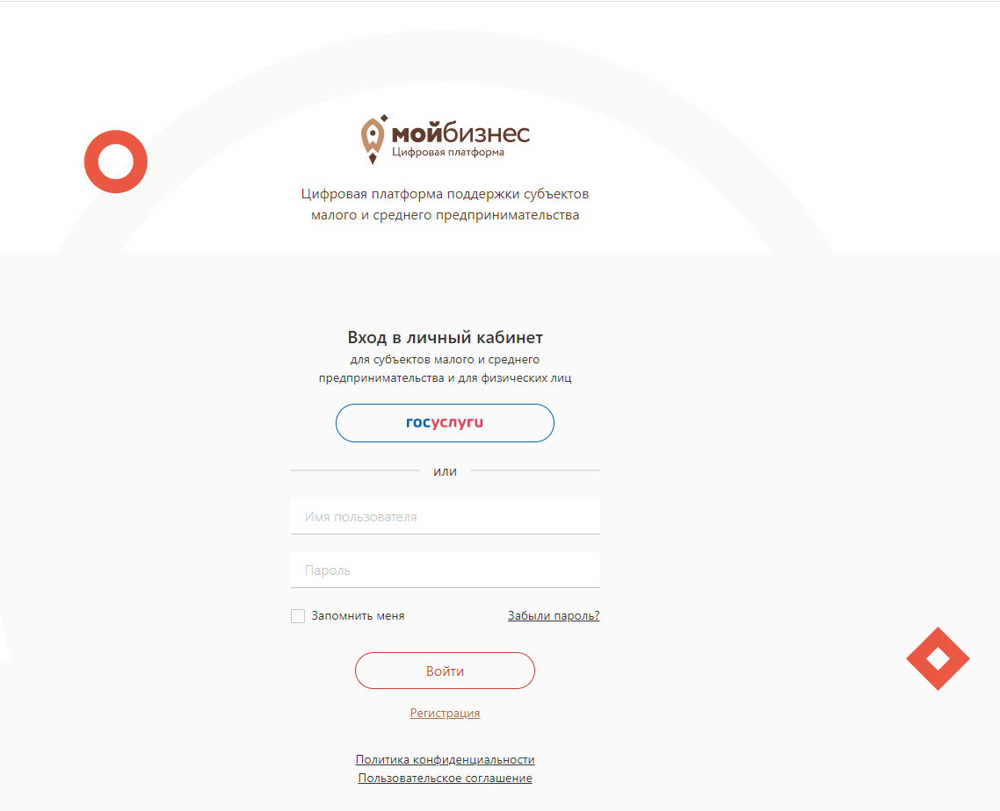 мойбизнес
Цифровая платформа
Цифровая платформа поддержки субъектов
малого и среднего предпринимательства
Вход в личный кабинет
для субъектов малого и среднего
предпринимательства и для физических лиц
госуслуги
или
Имя пользователя
Пароль
Запомнить меня
Забыли пароль?
Войти
Регистрация
Политика конфиденциальности
Пользовательское соглашение